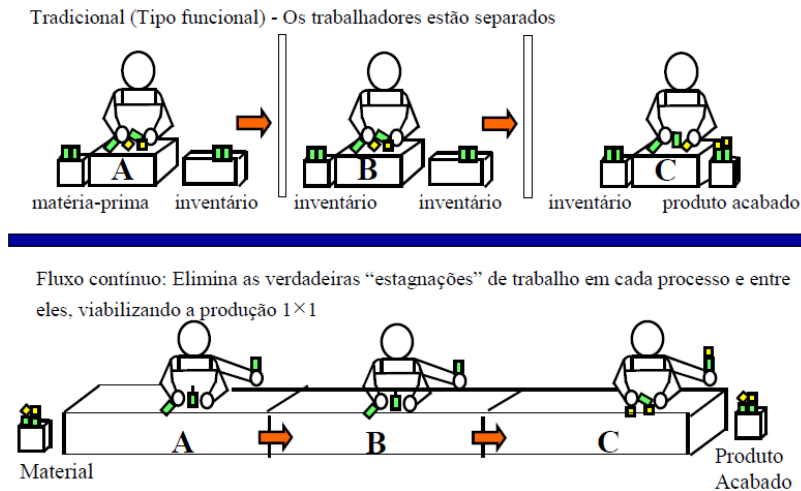 Tradicional (Tipo funcional) - Os trabalhadores estão separados
A
B
C
matéria-prima inventário inventário inventário inventário produto acabado
Fluxo contínuo: Elimina as verdadeiras “estagnações” de trabalho em cada processo e entre
eles, viabilizando a produção 1×1
A
B
C
Material
Produto
Acabado